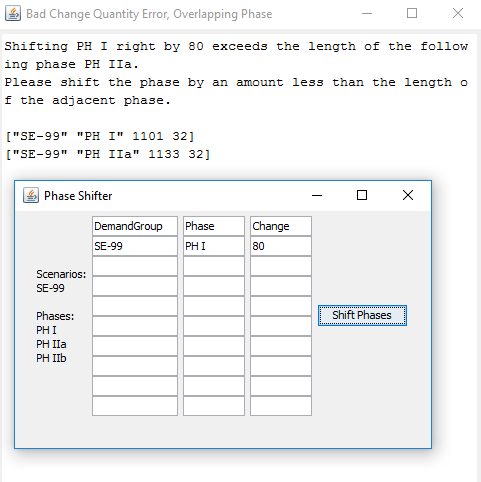 Bad Change Quantity Error, Overlapping Phase
Shifting PH I right by 80 exceeds the length of the follow
ing phase PH IIa.
Please shift the phase by an amount less than the length o
f the adjacent phase.
["SE-99" "PH I" 1101 32]
["SE-99" "PH IIa" 1133 32]
Phase Shifter
DemandGroup Phase Change
SE-99 PH I 80
Scenarios:
SE-99
Phases:
PH I
PH IIa
PH IIb
Shift Phases